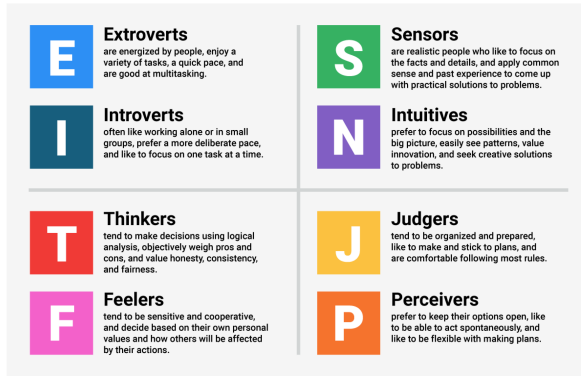 E
Extroverts
are energized by people, enjoy a
variety of tasks, a quick pace, and
are good at multitasking.
I
Introverts
often like working alone or in small
groups, prefer a more deliberate pace,
and like to focus on one task at a time.
S
Sensors
are realistic people who like to focus on
the facts and details, and apply common
sense and past experience to come up
with practical solutions to problems.
N
Intuitives
prefer to focus on possibilities and the
big picture, easily see patterns, value
innovation, and seek creative solutions
to problems.
T
Thinkers
tend to make decisions using logical
analysis, objectively weigh pros and
cons, and value honesty, consistency,
and fairness.
F
Feelers
tend to be sensitive and cooperative,
and decide based on their own personal
values and how others will be affected
by their actions.
J
Judgers
tend to be organized and prepared,
like to make and stick to plans, and
are comfortable following most rules.
P
Perceivers
prefer to keep their options open, like
to be able to act spontaneously, and
like to be flexible with making plans.